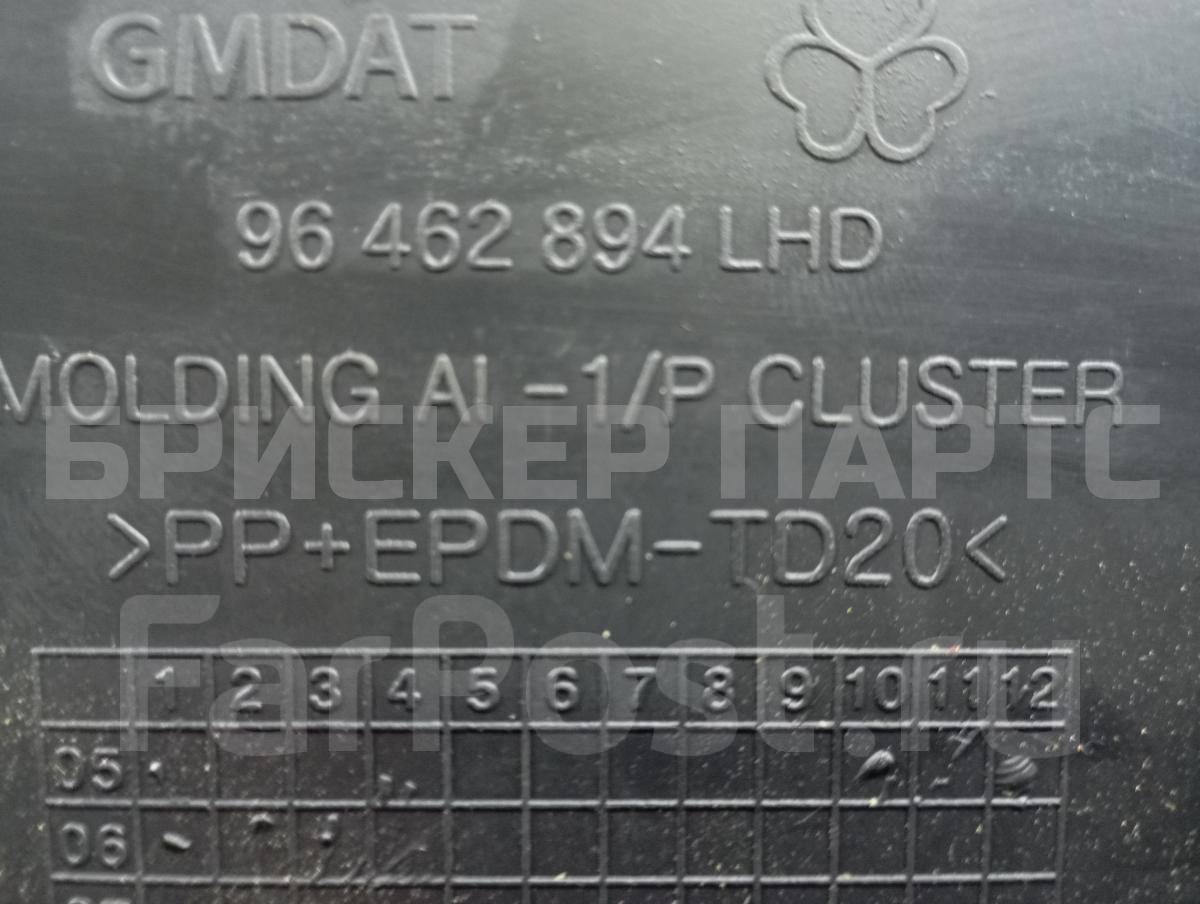 GMDAT
96 462 894 LHD
MOLDING AI -1/P CLUSTER
БРИСКЕР ПАРТС
>PP+EPDM-TD20<
FarPost.ru
1 2 3 4 5 6 7 8 9 10 11 12
05
06